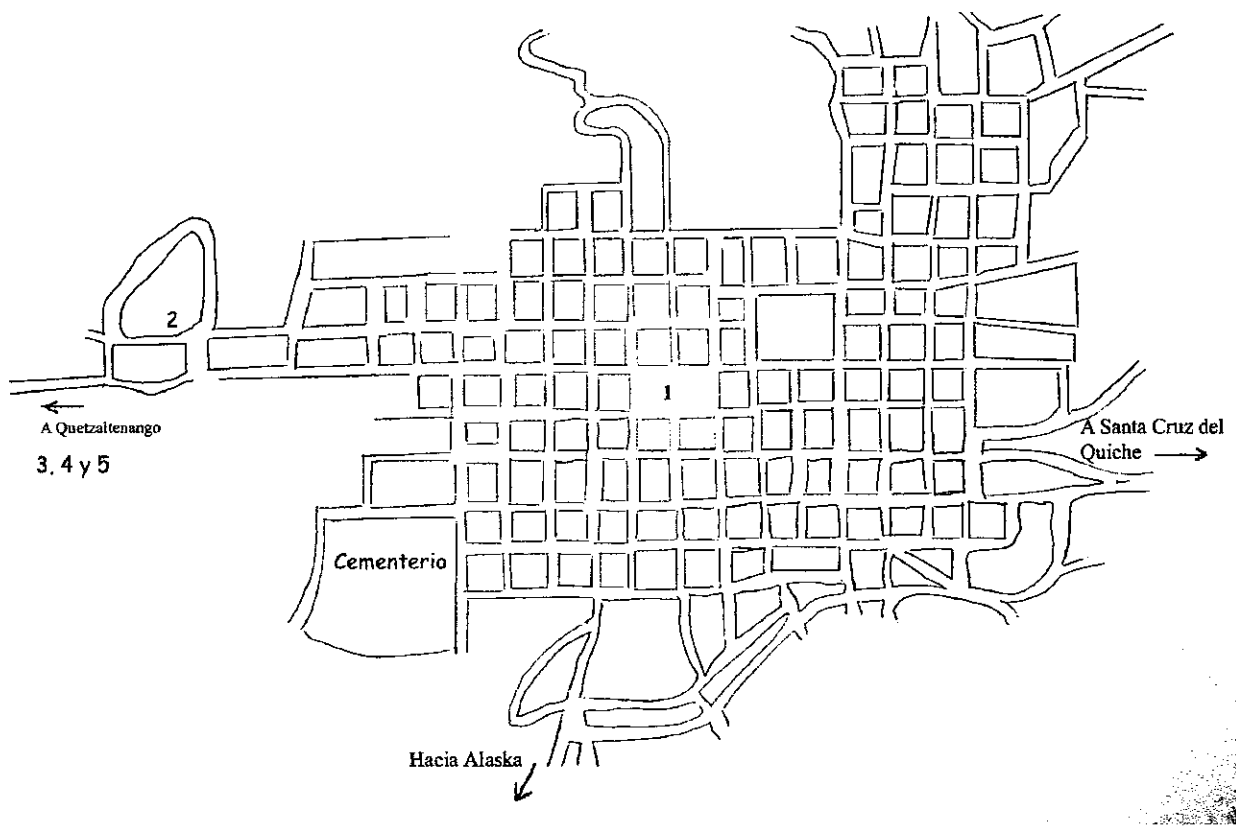 2
1
A Quetzaltenango
3, 4 y 5
A Santa Cruz del
Quiche
Cementerio
Hacia Alaska